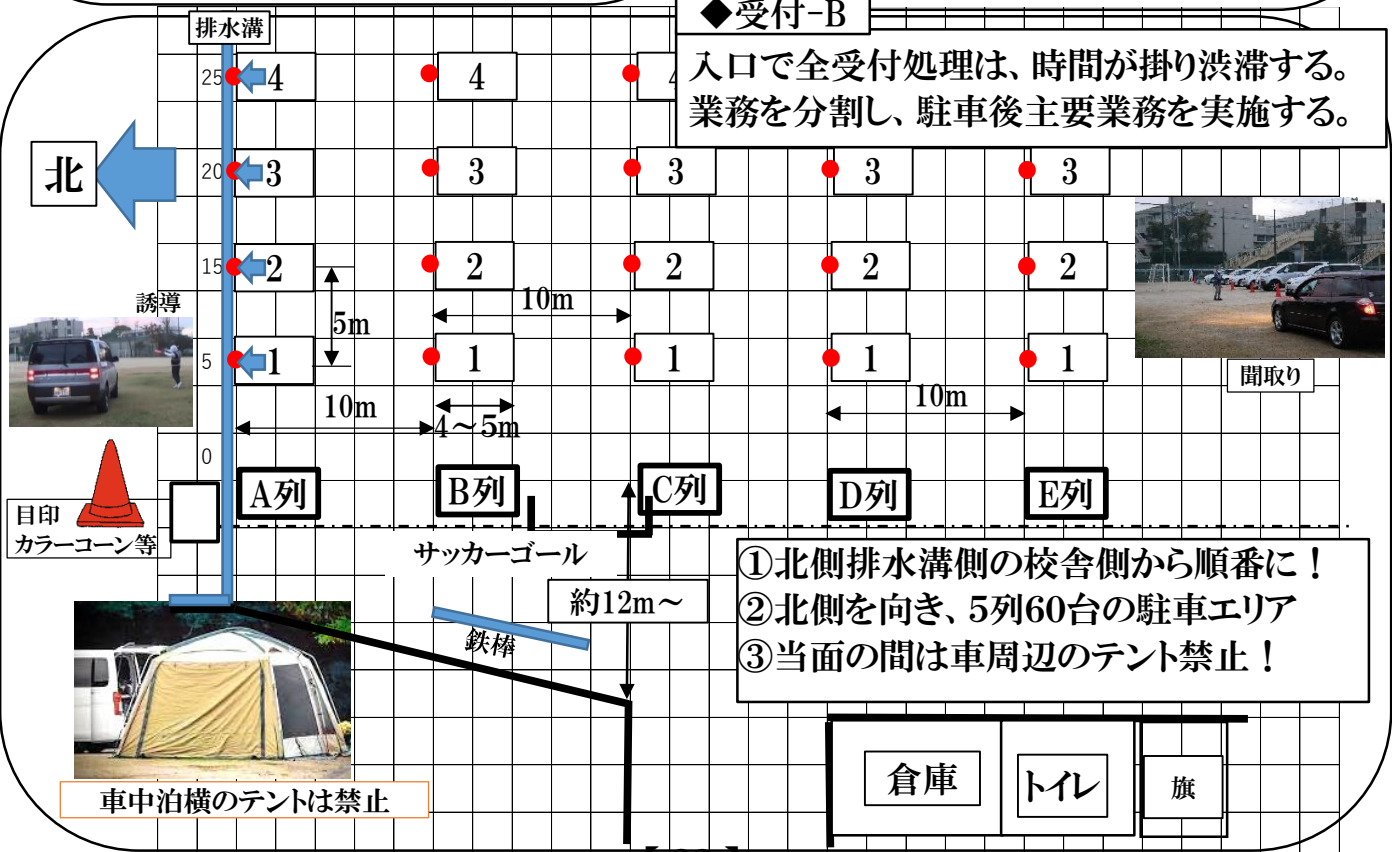 ◆受付-B
入口で全受付処理は、時間が掛り渋滞する。
業務を分割し、駐車後主要業務を実施する。
排水溝
25
4
4
4
北
20
3
3
3
3
3
15
2
2
2
2
2
誘導
5m
10m
5
1
1
1
1
1
聞取り
10m
4～5m
10m
0
A列
B列
C列
D列
E列
目印
カラーコーン等
サッカーゴール
約12m～
鉄棒
①北側排水溝側の校舎側から順番に！
②北側を向き、5列60台の駐車エリア
③当面の間は車周辺のテント禁止！
車中泊横のテントは禁止
倉庫
トイレ
旗